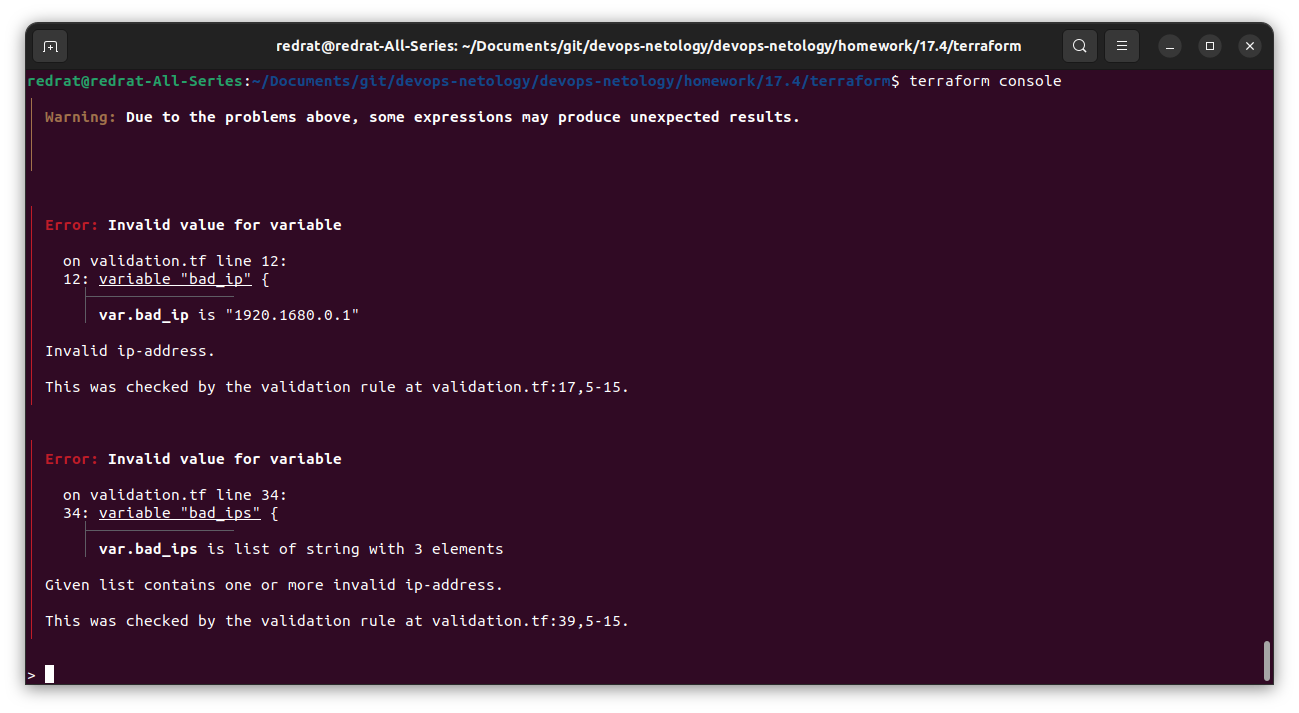 redrat@redrat-All-Series: ~/Documents/git/devops-netology/devops-netology/homework/17.4/terraform
redrat@redrat-All-Series:~/Documents/git/devops-netology/devops-netology/homework/17.4/terraform$ terraform console
Warning: Due to the problems above, some expressions may produce unexpected results.
Error: Invalid value for variable
on validation.tf line 12:
12: variable "bad_ip" {
var.bad_ip is "1920.1680.0.1"
Invalid ip-address.
This was checked by the validation rule at validation.tf:17,5-15.
Error: Invalid value for variable
on validation.tf line 34:
34: variable "bad_ips" {
var.bad_ips is list of string with 3 elements
Given list contains one or more invalid ip-address.
This was checked by the validation rule at validation.tf:39,5-15.
>